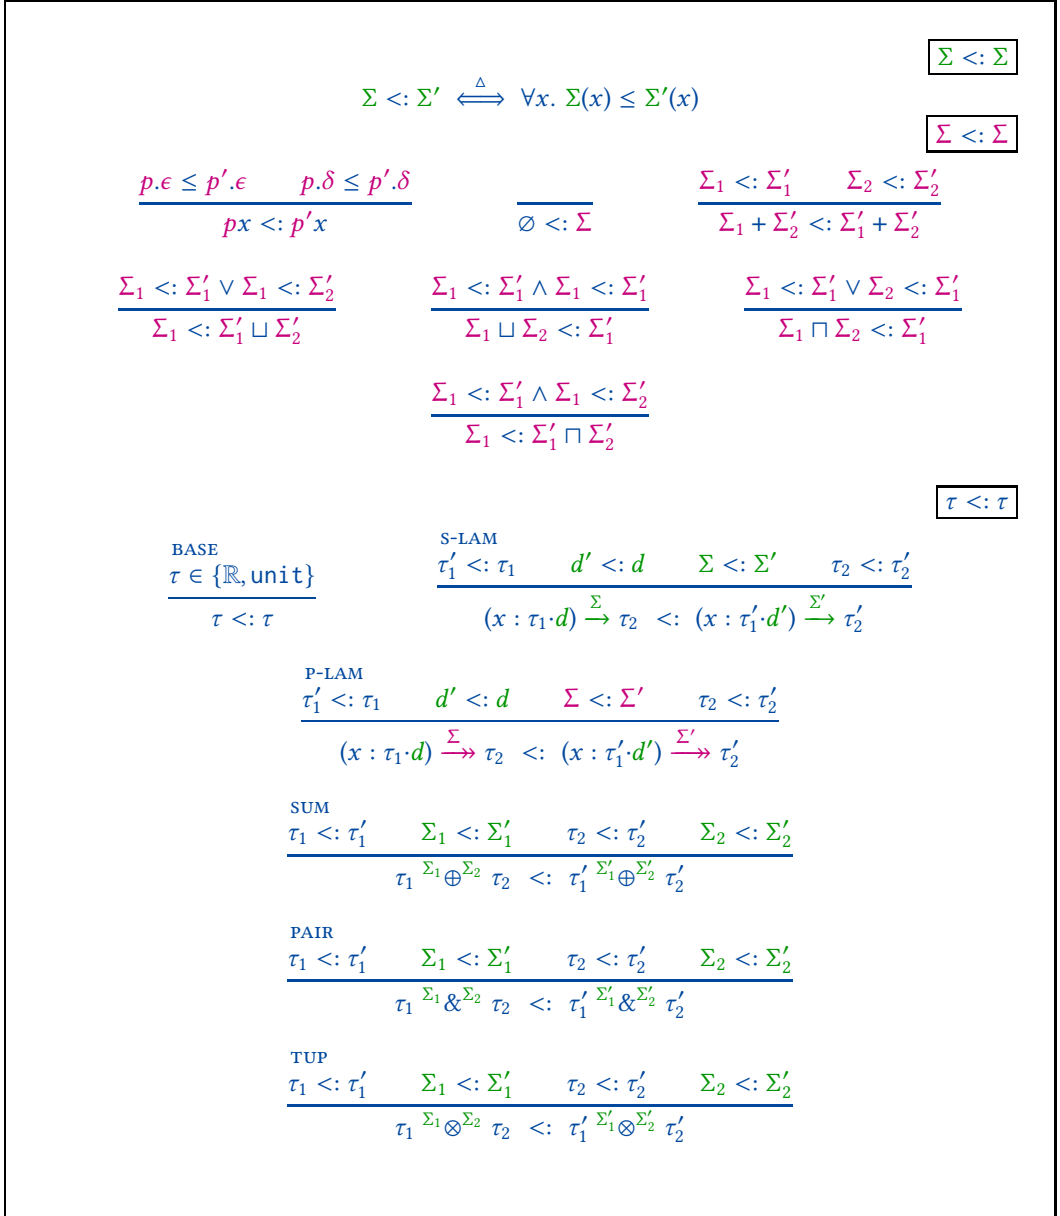 Σ <: Σ
Σ <: Σ′ ⟺ᐞ ∀x. Σ(x) ≤ Σ′(x)
Σ <: Σ
p.ϵ ≤ p′.ϵ    p.δ ≤ p′.δ    Σ₁ <: Σ′₁    Σ₂ <: Σ′₂
px <: p′x    ∅ <: Σ    Σ₁ + Σ′₂ <: Σ′₁ + Σ′₂
Σ₁ <: Σ′₁ ∨ Σ₁ <: Σ′₂    Σ₁ <: Σ′₁ ∧ Σ₁ <: Σ′₁    Σ₁ <: Σ′₁ ∨ Σ₂ <: Σ′₁
Σ₁ <: Σ′₁ ⊔ Σ′₂    Σ₁ ⊔ Σ₂ <: Σ′₁    Σ₁ ⊓ Σ₂ <: Σ′₁
Σ₁ <: Σ′₁ ∧ Σ₁ <: Σ′₂
Σ₁ <: Σ′₁ ⊓ Σ′₂
τ <: τ
BASE
τ ∈ {ℝ, unit}
τ <: τ
S-LAM
τ′₁ <: τ₁    d′ <: d    Σ <: Σ′    τ₂ <: τ′₂
(x : τ₁·d) –Σ→ τ₂ <: (x : τ′₁·d′) –Σ′→ τ′₂
P-LAM
τ′₁ <: τ₁    d′ <: d    Σ <: Σ′    τ₂ <: τ′₂
(x : τ₁·d) –Σ↠ τ₂ <: (x : τ′₁·d′) –Σ′↠ τ′₂
SUM
τ₁ <: τ′₁    Σ₁ <: Σ′₁    τ₂ <: τ′₂    Σ₂ <: Σ′₂
τ₁ ^Σ₁⊕^Σ₂ τ₂ <: τ′₁ ^Σ′₁⊕^Σ′₂ τ′₂
PAIR
τ₁ <: τ′₁    Σ₁ <: Σ′₁    τ₂ <: τ′₂    Σ₂ <: Σ′₂
τ₁ ^Σ₁&^Σ₂ τ₂ <: τ′₁ ^Σ′₁&^Σ′₂ τ′₂
TUP
τ₁ <: τ′₁    Σ₁ <: Σ′₁    τ₂ <: τ′₂    Σ₂ <: Σ′₂
τ₁ ^Σ₁⊗^Σ₂ τ₂ <: τ′₁ ^Σ′₁⊗^Σ′₂ τ′₂